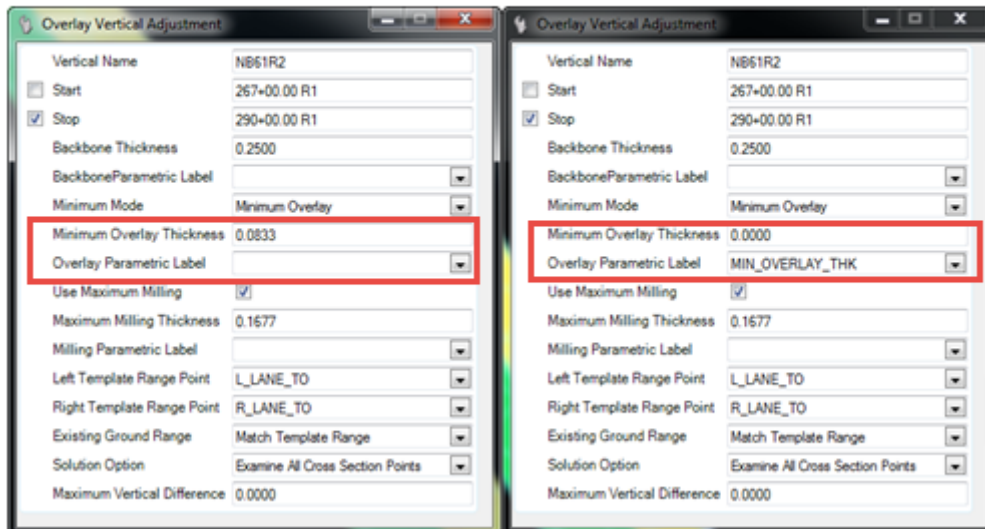 Overlay Vertical Adjustment
Vertical Name NB61R2
Start 267+00.00 R1
Stop 290+00.00 R1
Backbone Thickness 0.2500
BackboneParametric Label
Minimum Mode Minimum Overlay
Minimum Overlay Thickness 0.0833
Overlay Parametric Label
Use Maximum Milling
Maximum Milling Thickness 0.1677
Milling Parametric Label
Left Template Range Point L_LANE_TO
Right Template Range Point R_LANE_TO
Existing Ground Range Match Template Range
Solution Option Examine All Cross Section Points
Maximum Vertical Difference 0.0000
Overlay Vertical Adjustment
Vertical Name NB61R2
Start 267+00.00 R1
Stop 290+00.00 R1
Backbone Thickness 0.2500
BackboneParametric Label
Minimum Mode Minimum Overlay
Minimum Overlay Thickness 0.0000
Overlay Parametric Label MIN_OVERLAY_THK
Use Maximum Milling
Maximum Milling Thickness 0.1677
Milling Parametric Label
Left Template Range Point L_LANE_TO
Right Template Range Point R_LANE_TO
Existing Ground Range Match Template Range
Solution Option Examine All Cross Section Points
Maximum Vertical Difference 0.0000